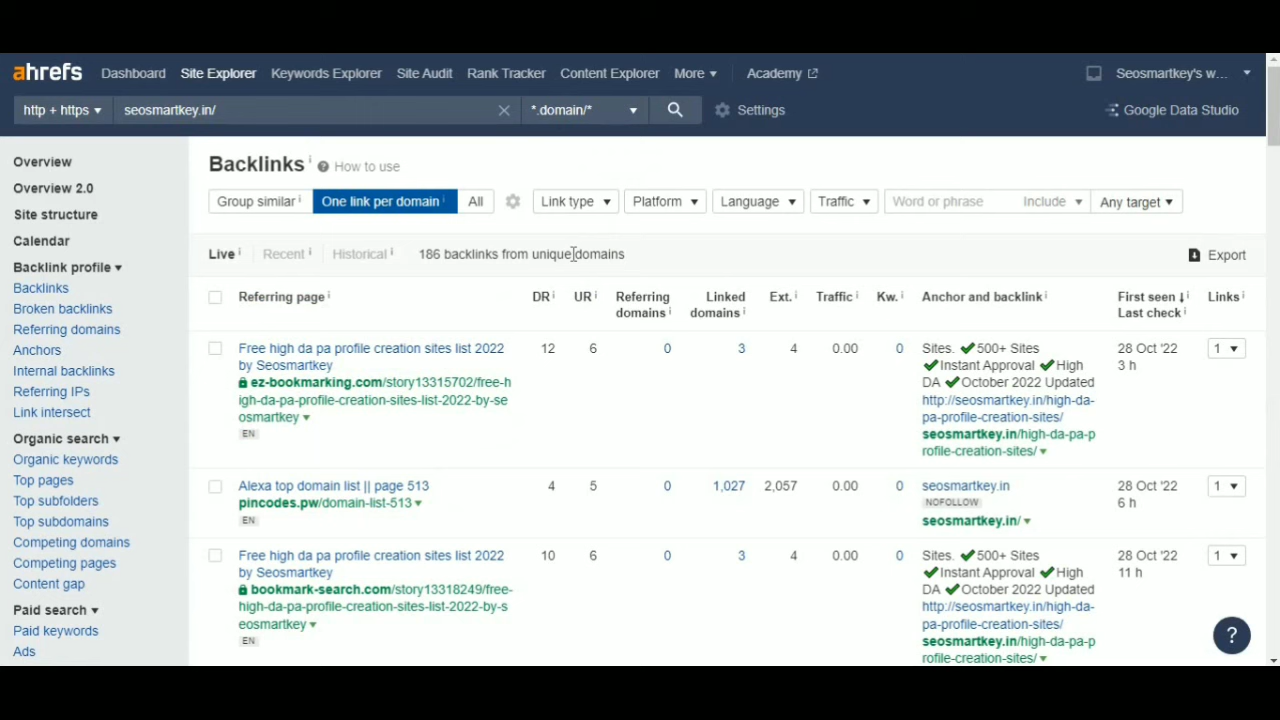 ahrefs Dashboard Site Explorer Keywords Explorer Site Audit Rank Tracker Content Explorer More Academy Seosmartkey's w...
http + https seosmartkey.in/ *.domain/* Settings Google Data Studio
Overview
Overview 2.0
Site structure
Calendar
Backlink profile
Backlinks
Broken backlinks
Referring domains
Anchors
Internal backlinks
Referring IPs
Link intersect
Organic search
Organic keywords
Top pages
Top subfolders
Top subdomains
Competing domains
Competing pages
Content gap
Paid search
Paid keywords
Ads
Backlinks i ? How to use
Group similar i One link per domain i All Link type Platform Language Traffic Word or phrase Include Any target
Live i Recent i Historical i 186 backlinks from unique domains Export
Referring page i DR i UR i Referring domains i Linked domains i Ext. i Traffic i Kw. i Anchor and backlink i First seen ↓ i Last check i Links i
Free high da pa profile creation sites list 2022
by Seosmartkey
ez-bookmarking.com/story13315702/free-h
igh-da-pa-profile-creation-sites-list-2022-by-se
osmartkey
EN
12 6 0 3 4 0.00 0
Sites. ✔500+ Sites
✔Instant Approval ✔High
DA ✔October 2022 Updated
http://seosmartkey.in/high-da-
pa-profile-creation-sites/
seosmartkey.in/high-da-pa-p
rofile-creation-sites/
28 Oct '22
3 h
1
Alexa top domain list || page 513
pincodes.pw/domain-list-513
EN
4 5 0 1,027 2,057 0.00 0
seosmartkey.in
NOFOLLOW
seosmartkey.in/
28 Oct '22
6 h
1
Free high da pa profile creation sites list 2022
by Seosmartkey
bookmark-search.com/story13318249/free-
high-da-pa-profile-creation-sites-list-2022-by-s
eosmartkey
EN
10 6 0 3 4 0.00 0
Sites. ✔500+ Sites
✔Instant Approval ✔High
DA ✔October 2022 Updated
http://seosmartkey.in/high-da-
pa-profile-creation-sites/
seosmartkey.in/high-da-pa-p
rofile-creation-sites/
28 Oct '22
11 h
1
?